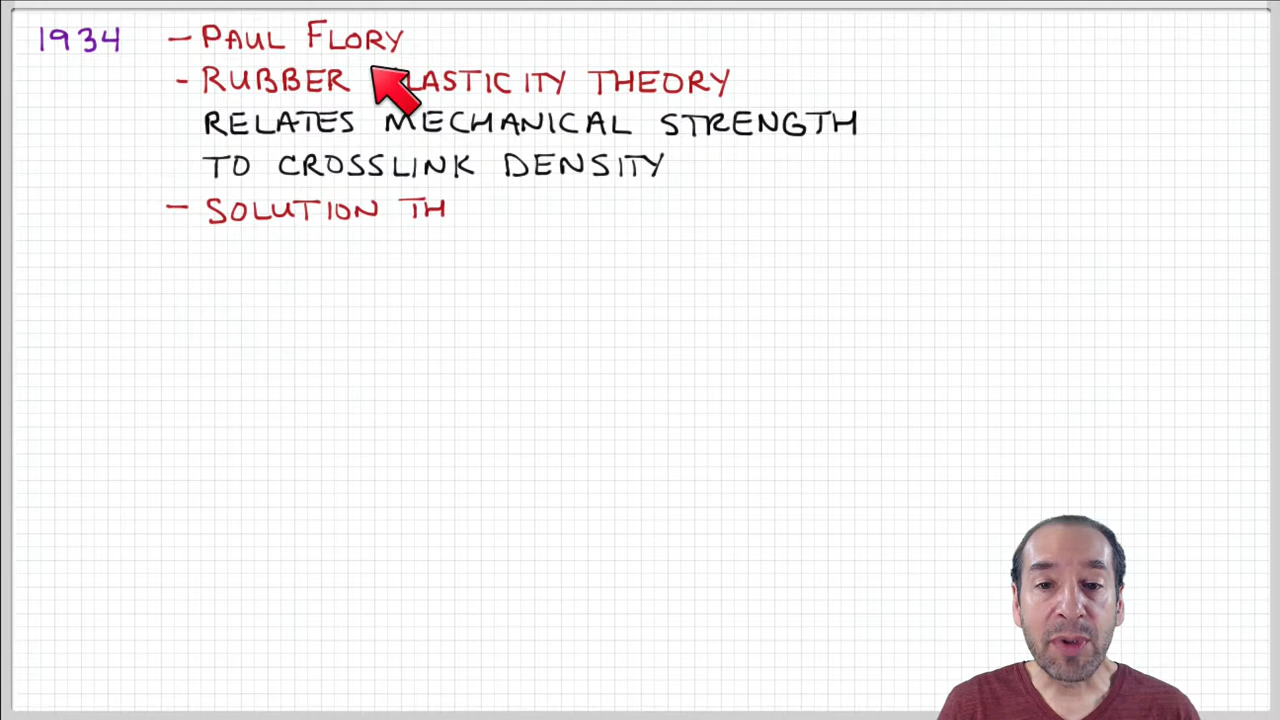 1934 - PAUL FLORY
- RUBBER ELASTICITY THEORY
RELATES MECHANICAL STRENGTH
TO CROSSLINK DENSITY
- SOLUTION TH